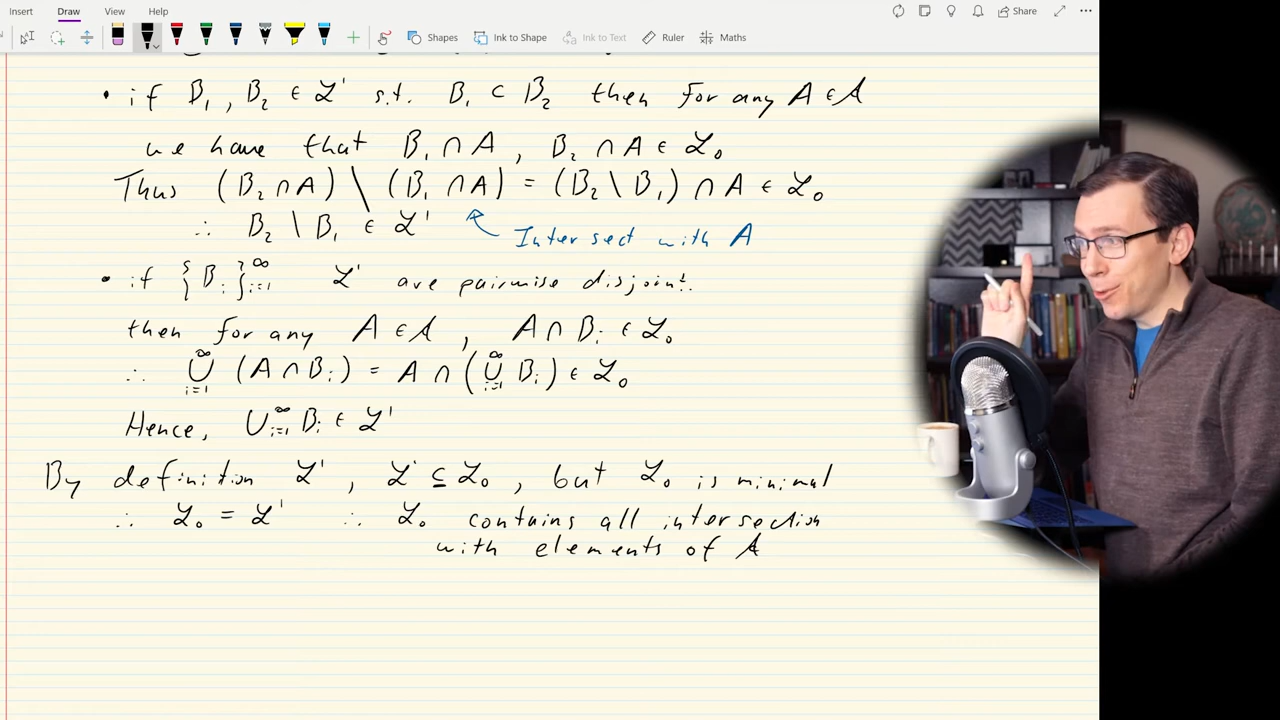 Insert Draw View Help Share
Shapes Ink to Shape Ink to Text Ruler Maths
• if B₁, B₂ ∈ ℒ' s.t. B₁ ⊂ B₂ then for any A ∈ 𝒜
we have that B₁ ∩ A, B₂ ∩ A ∈ ℒ₀
Thus (B₂ ∩ A) \ (B₁ ∩ A) = (B₂ \ B₁) ∩ A ∈ ℒ₀
∴ B₂ \ B₁ ∈ ℒ'
Intersect with A
• if {Bᵢ}ᵢ₌₁^∞ ℒ' are pairwise disjoint.
then for any A ∈ 𝒜, A ∩ Bᵢ ∈ ℒ₀
∴ ⋃ᵢ₌₁^∞ (A ∩ Bᵢ) = A ∩ (⋃ᵢ₌₁^∞ Bᵢ) ∈ ℒ₀
Hence, ⋃ᵢ₌₁^∞ Bᵢ ∈ ℒ'
By definition ℒ', ℒ' ⊆ ℒ₀, but ℒ₀ is minimal
∴ ℒ₀ = ℒ' ∴ ℒ₀ contains all intersection
with elements of 𝒜